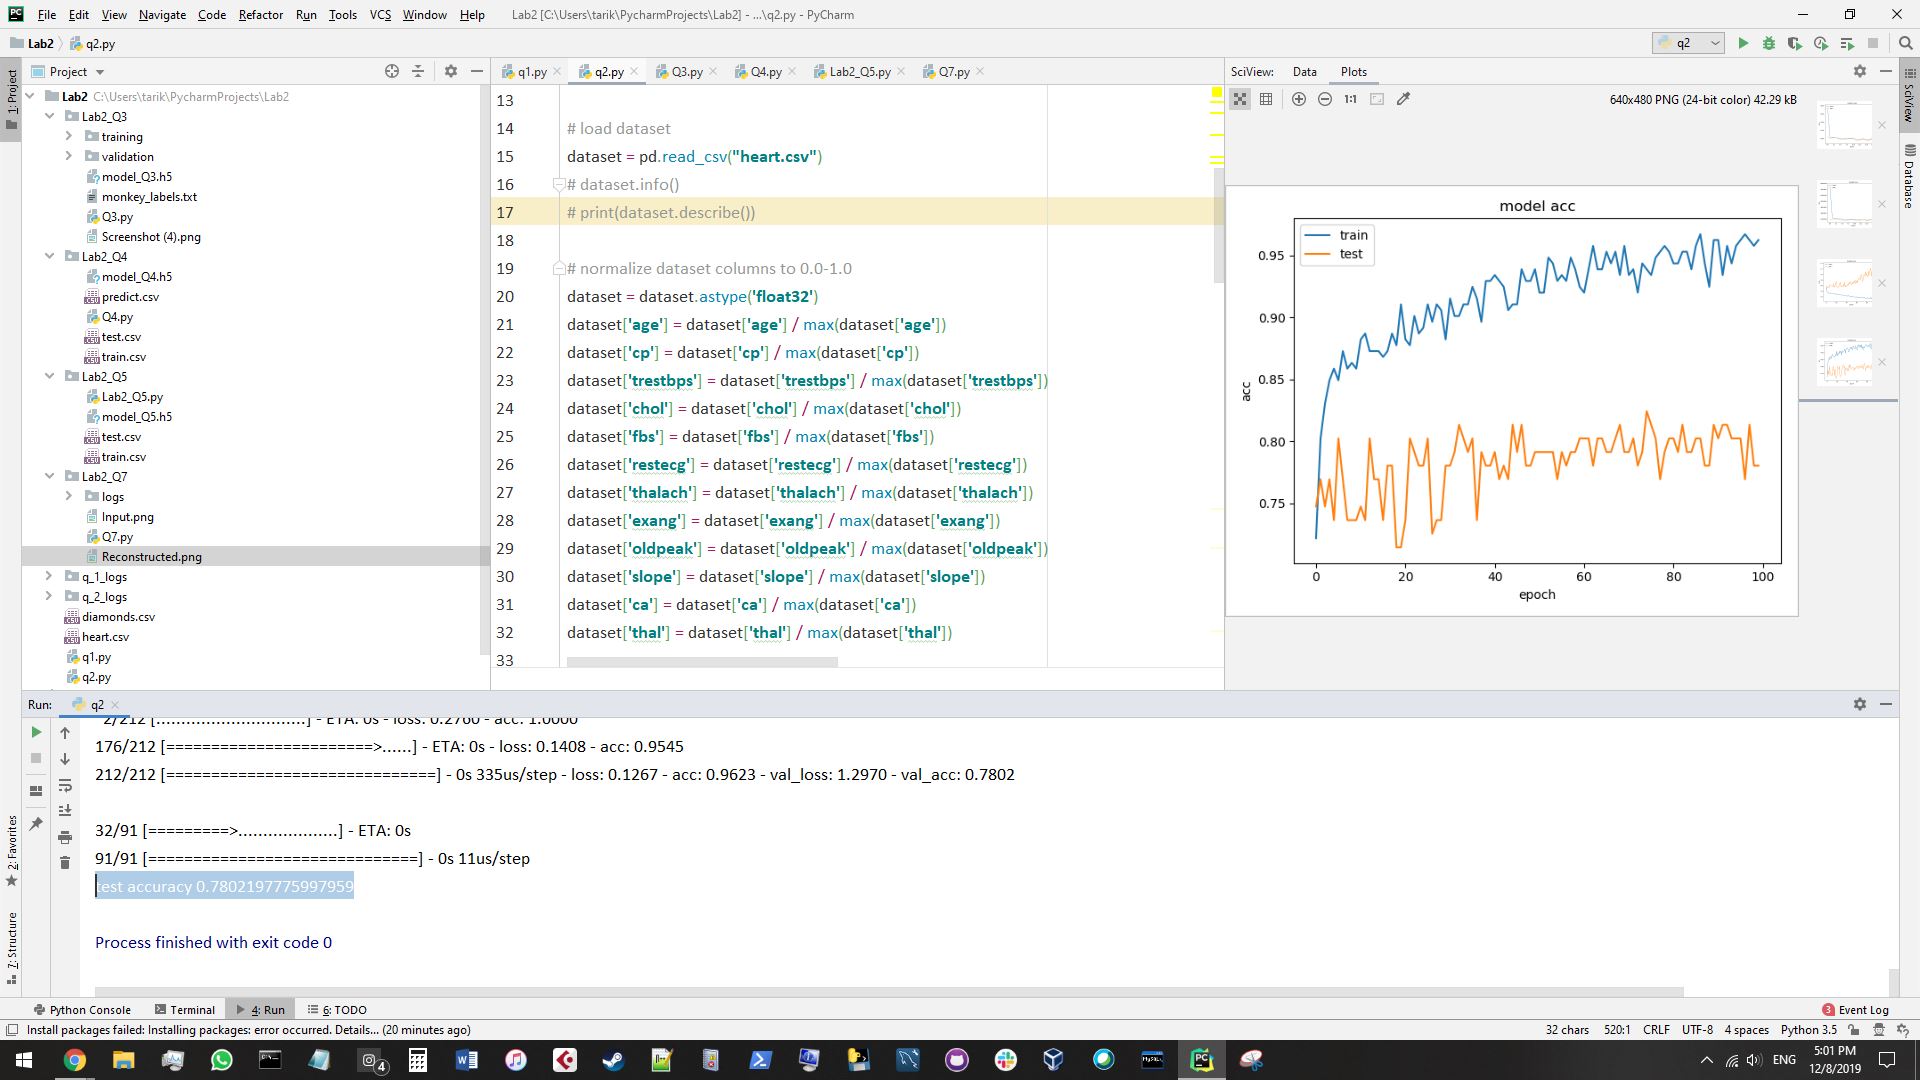 File Edit View Navigate Code Refactor Run Tools VCS Window Help Lab2 [C:\Users\tarik\PycharmProjects\Lab2] - ...\q2.py - PyCharm
Lab2 q2.py
q2
Project
q1.py q2.py Q3.py Q4.py Lab2_Q5.py Q7.py
SciView: Data Plots
1: Project
Lab2 C:\Users\tarik\PycharmProjects\Lab2
Lab2_Q3
training
validation
model_Q3.h5
monkey_labels.txt
Q3.py
Screenshot (4).png
Lab2_Q4
model_Q4.h5
predict.csv
Q4.py
test.csv
train.csv
Lab2_Q5
Lab2_Q5.py
model_Q5.h5
test.csv
train.csv
Lab2_Q7
logs
Input.png
Q7.py
Reconstructed.png
q_1_logs
q_2_logs
diamonds.csv
heart.csv
q1.py
q2.py
13
14 # load dataset
15 dataset = pd.read_csv("heart.csv")
16 # dataset.info()
17 # print(dataset.describe())
18
19 # normalize dataset columns to 0.0-1.0
20 dataset = dataset.astype('float32')
21 dataset['age'] = dataset['age'] / max(dataset['age'])
22 dataset['cp'] = dataset['cp'] / max(dataset['cp'])
23 dataset['trestbps'] = dataset['trestbps'] / max(dataset['trestbps'])
24 dataset['chol'] = dataset['chol'] / max(dataset['chol'])
25 dataset['fbs'] = dataset['fbs'] / max(dataset['fbs'])
26 dataset['restecg'] = dataset['restecg'] / max(dataset['restecg'])
27 dataset['thalach'] = dataset['thalach'] / max(dataset['thalach'])
28 dataset['exang'] = dataset['exang'] / max(dataset['exang'])
29 dataset['oldpeak'] = dataset['oldpeak'] / max(dataset['oldpeak'])
30 dataset['slope'] = dataset['slope'] / max(dataset['slope'])
31 dataset['ca'] = dataset['ca'] / max(dataset['ca'])
32 dataset['thal'] = dataset['thal'] / max(dataset['thal'])
33
1:1 640x480 PNG (24-bit color) 42.29 kB
model acc
train
test
0.95
0.90
0.85
0.80
0.75
acc
0 20 40 60 80 100
epoch
SciView
Database
Run: q2
2/212 [..............................] - ETA: 0s - loss: 0.2760 - acc: 1.0000
176/212 [=======================>......] - ETA: 0s - loss: 0.1408 - acc: 0.9545
212/212 [==============================] - 0s 335us/step - loss: 0.1267 - acc: 0.9623 - val_loss: 1.2970 - val_acc: 0.7802
32/91 [=========>....................] - ETA: 0s
91/91 [==============================] - 0s 11us/step
test accuracy 0.7802197775997959
Process finished with exit code 0
2: Favorites
7: Structure
Python Console Terminal 4: Run 6: TODO
3 Event Log
Install packages failed: Installing packages: error occurred. Details... (20 minutes ago)
32 chars 520:1 CRLF UTF-8 4 spaces Python 3.5
4
ENG
5:01 PM
12/8/2019